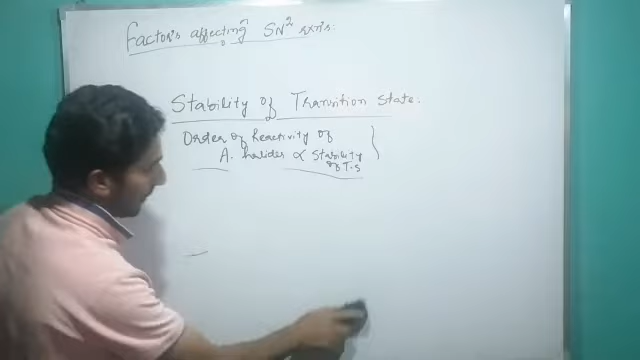 Factors affecting SN² rxns:
Stability of Transition State:
Order of Reactivity of
A. halides ∝ Stability
of T.S